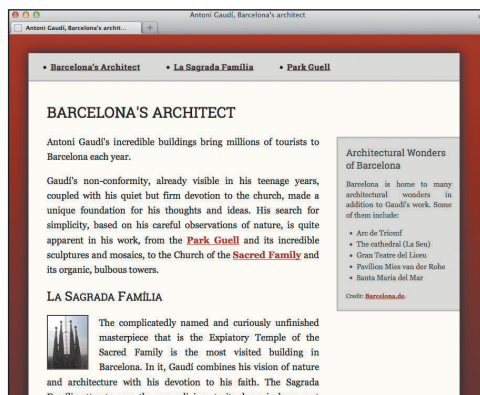 Antoni Gaudí, Barcelona's architect
Antoni Gaudí, Barcelona's archit...
• Barcelona's Architect • La Sagrada Família • Park Guell
BARCELONA'S ARCHITECT
Antoni Gaudí's incredible buildings bring millions of tourists to
Barcelona each year.
Gaudí's non-conformity, already visible in his teenage years,
coupled with his quiet but firm devotion to the church, made a
unique foundation for his thoughts and ideas. His search for
simplicity, based on his careful observations of nature, is quite
apparent in his work, from the Park Guell and its incredible
sculptures and mosaics, to the Church of the Sacred Family and
its organic, bulbous towers.
LA SAGRADA FAMÍLIA
The complicatedly named and curiously unfinished
masterpiece that is the Expiatory Temple of the
Sacred Family is the most visited building in
Barcelona. In it, Gaudí combines his vision of nature
and architecture with his devotion to his faith. The Sagrada
Architectural Wonders
of Barcelona
Barcelona is home to many
architectural wonders in
addition to Gaudí's work. Some
of them include:
• Arc de Triomf
• The cathedral (La Seu)
• Gran Teatre del Liceu
• Pavilion Mies van der Rohe
• Santa Maria del Mar
Credit: Barcelona.de.